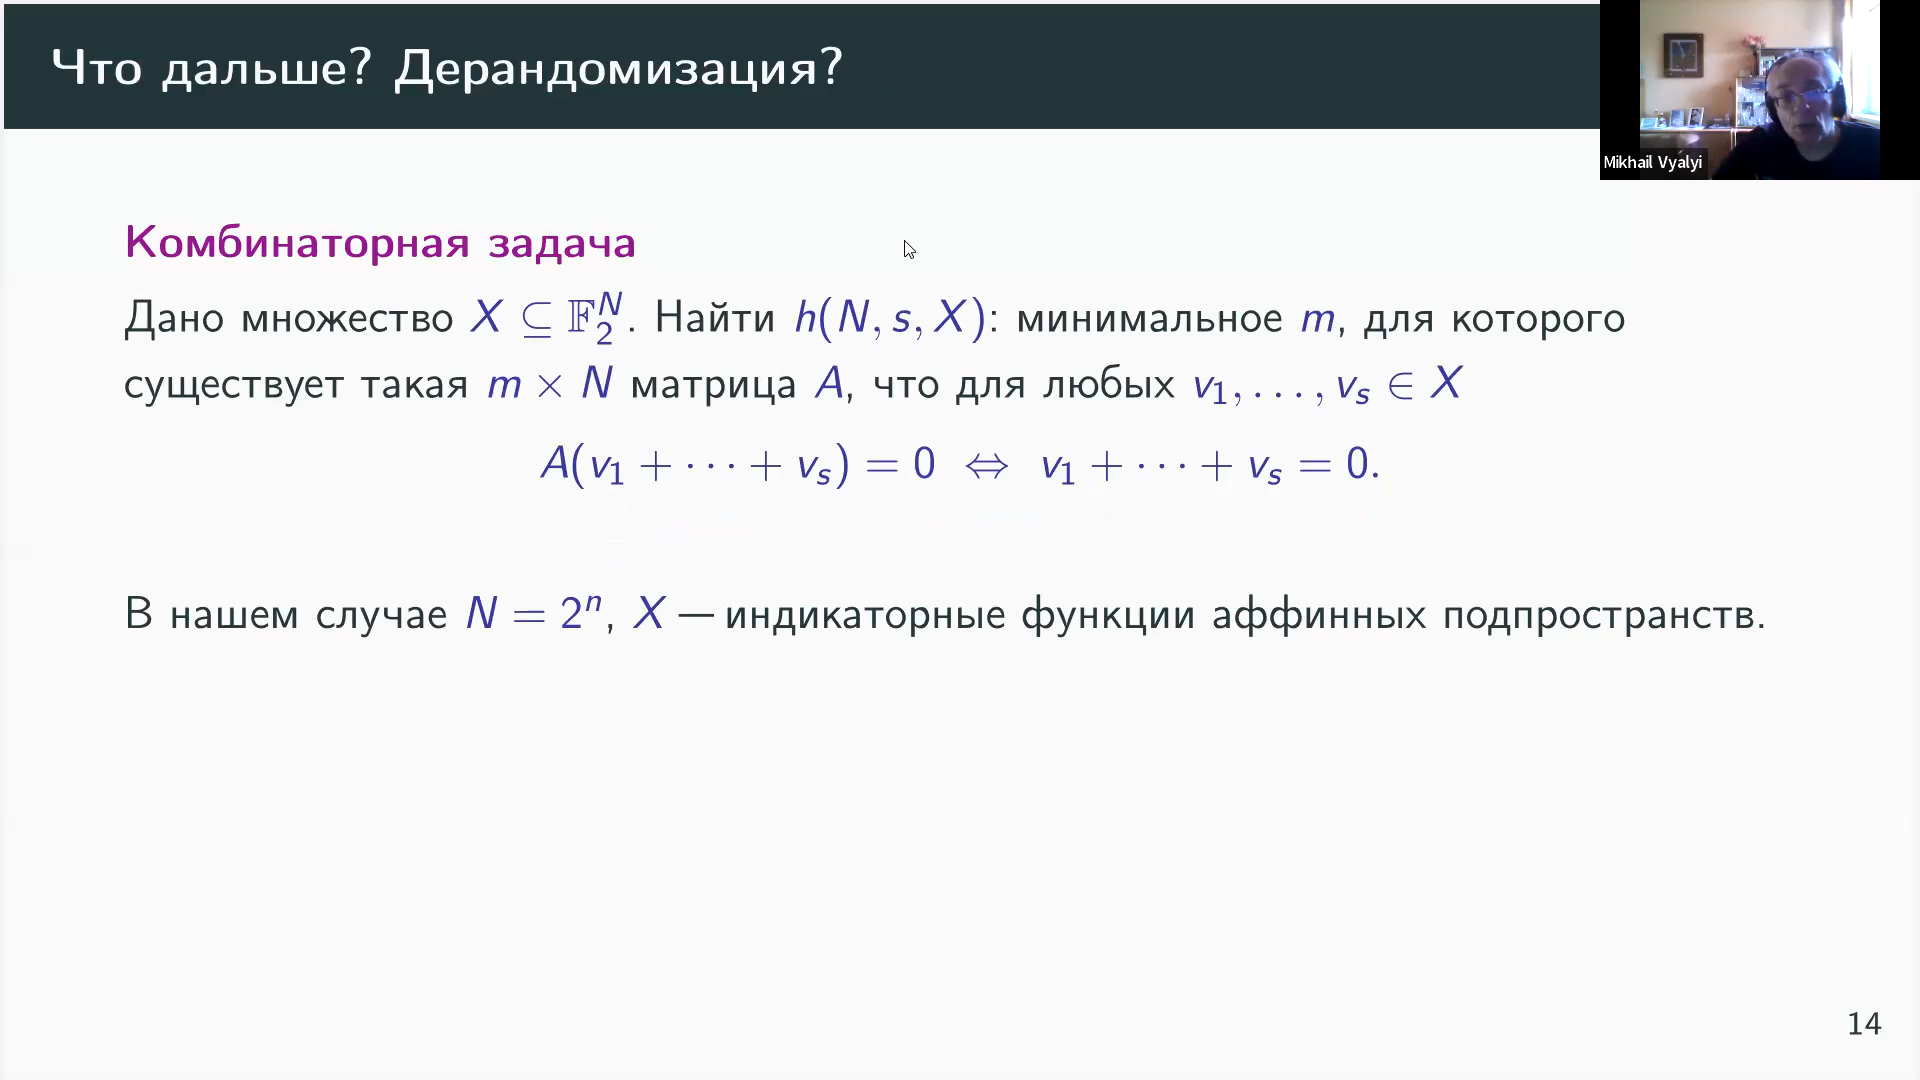 Что дальше? Дерандомизация?
Mikhail Vyalyi
Комбинаторная задача
Дано множество X ⊆ 𝔽₂ᴺ. Найти h(N, s, X): минимальное m, для которого
существует такая m × N матрица A, что для любых v₁, . . . , vₛ ∈ X
A(v₁ + · · · + vₛ) = 0 ⇔ v₁ + · · · + vₛ = 0.
В нашем случае N = 2ⁿ, X — индикаторные функции аффинных подпространств.
14